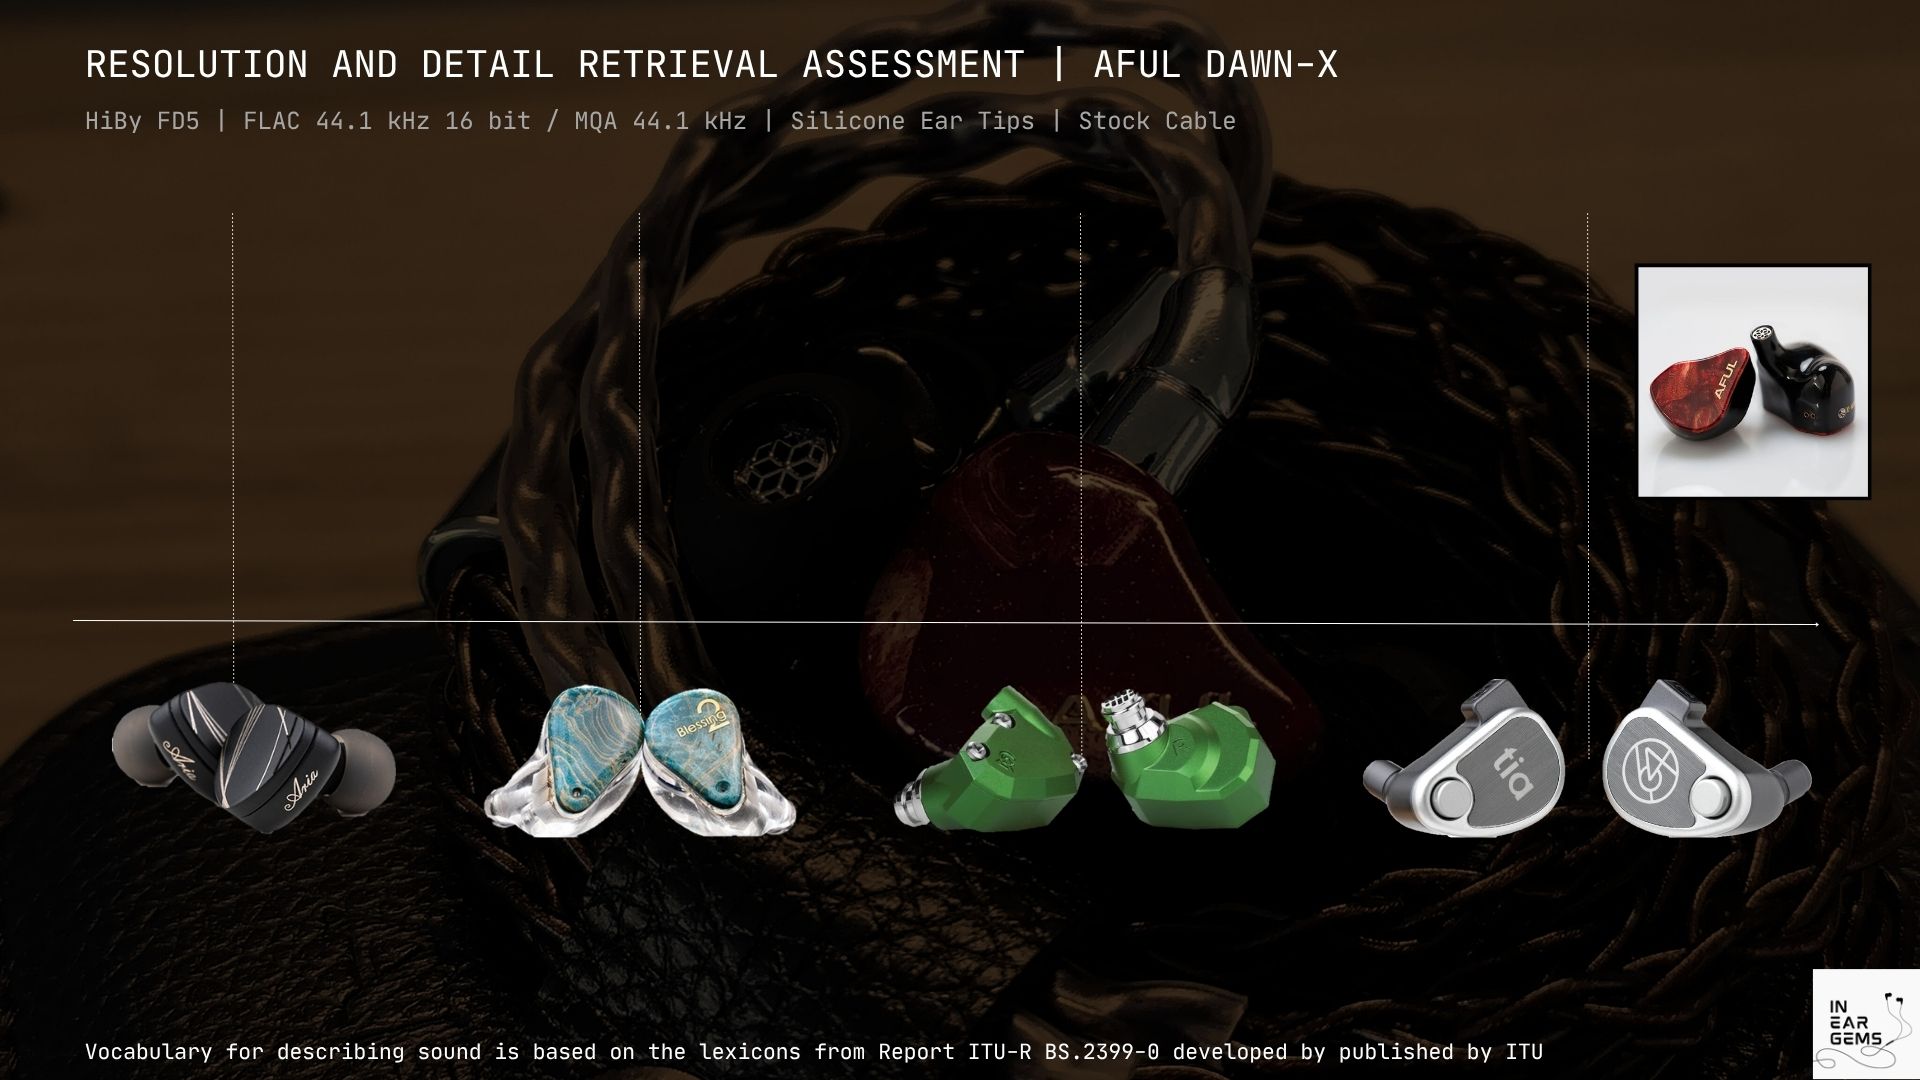 RESOLUTION AND DETAIL RETRIEVAL ASSESSMENT | AFUL DAWN-X
HiBy FD5 | FLAC 44.1 kHz 16 bit / MQA 44.1 kHz | Silicone Ear Tips | Stock Cable
AFUL
Aria
Aria
Blessing
2
tia
IN
EAR
GEMS
Vocabulary for describing sound is based on the lexicons from Report ITU-R BS.2399-0 developed by published by ITU